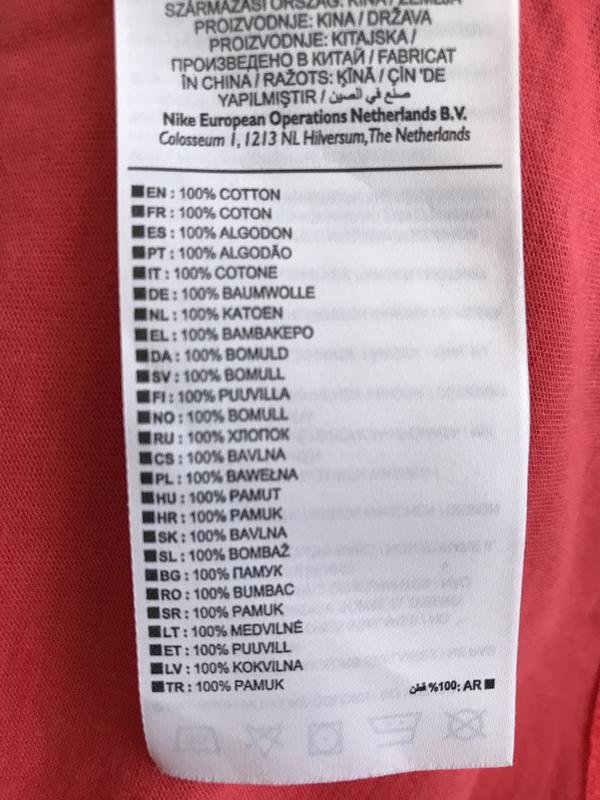 SZÁRMAZÁSI ORSZÁG: KÍNA / ZEMLJA
PROIZVODNJE: KINA / DRŽAVA
PROIZVODNJE: KITAJSKA /
ПРОИЗВЕДЕНО В КИТАЙ / FABRICAT
ÎN CHINA / RAŽOTS: ĶĪNĀ / ÇİN 'DE
YAPILMIŞTIR / صنع في الصين
Nike European Operations Netherlands B.V.
Colosseum 1, 1213 NL Hilversum, The Netherlands
EN : 100% COTTON
FR : 100% COTON
ES : 100% ALGODON
PT : 100% ALGODÃO
IT : 100% COTONE
DE : 100% BAUMWOLLE
NL : 100% KATOEN
EL : 100% ΒΑΜΒΑΚΕΡΟ
DA : 100% BOMULD
SV : 100% BOMULL
FI : 100% PUUVILLA
NO : 100% BOMULL
RU : 100% ХЛОПОК
CS : 100% BAVLNA
PL : 100% BAWEŁNA
HU : 100% PAMUT
HR : 100% PAMUK
SK : 100% BAVLNA
SL : 100% BOMBAŽ
BG : 100% ПАМУК
RO : 100% BUMBAC
SR : 100% PAMUK
LT : 100% MEDVILNĖ
ET : 100% PUUVILL
LV : 100% KOKVILNA
TR : 100% PAMUK
قطن %100: AR